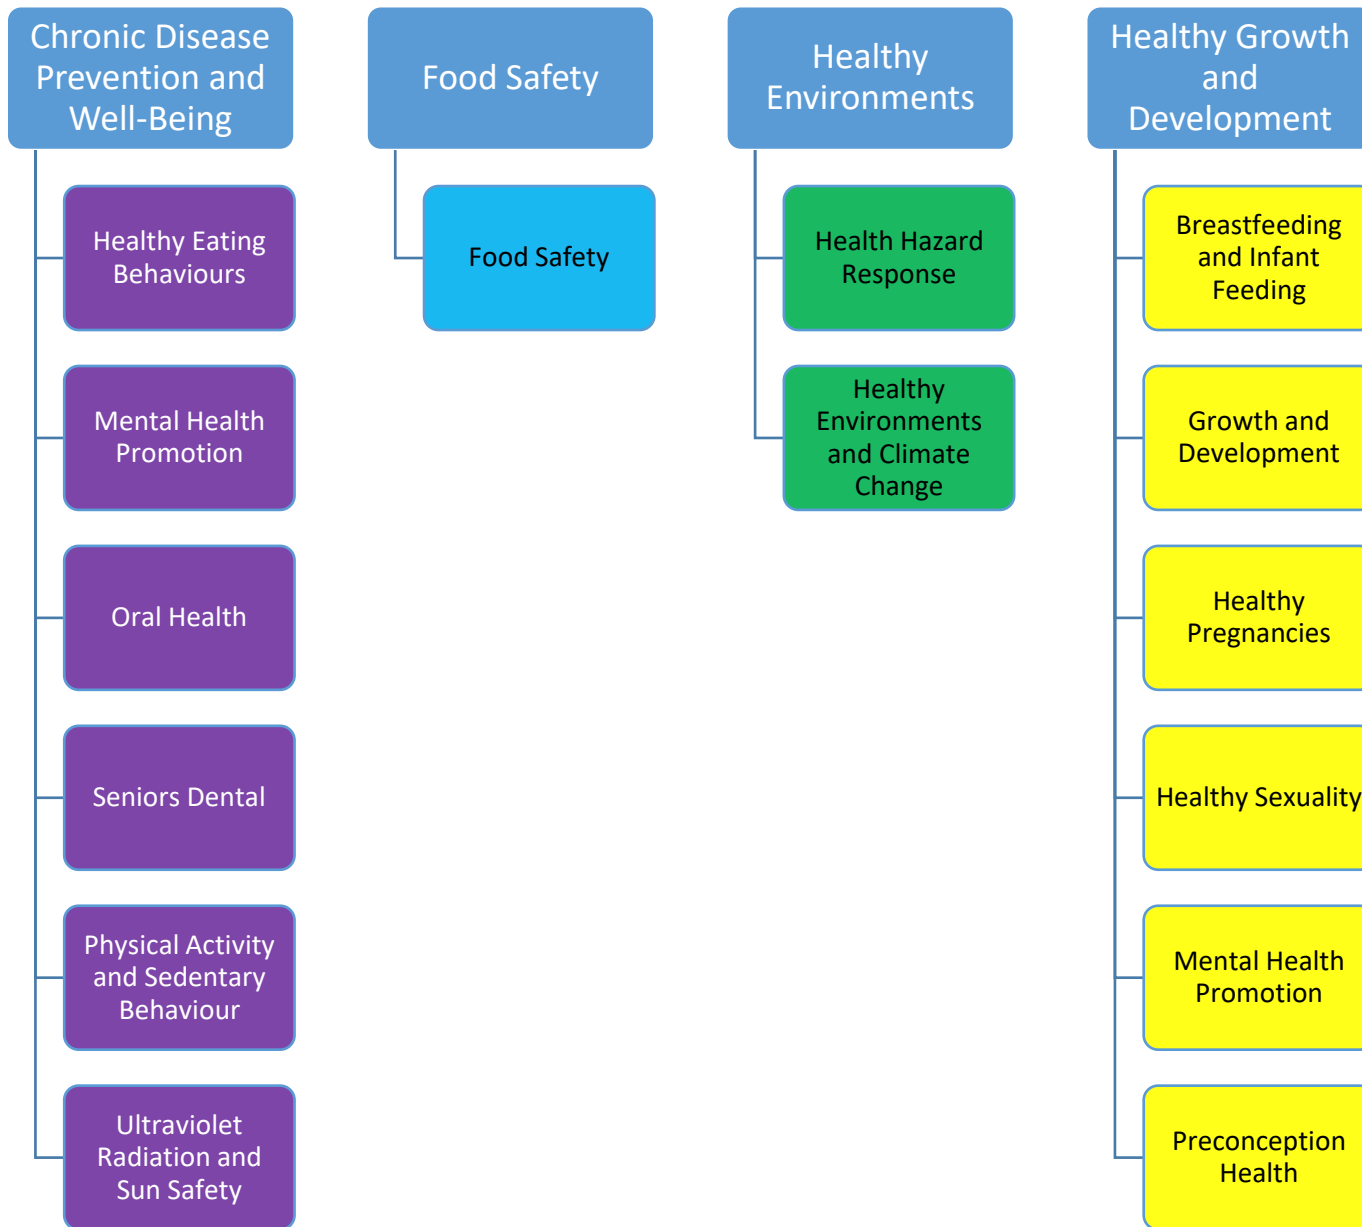 Chronic Disease
Prevention and
Well-Being
Healthy Eating
Behaviours
Mental Health
Promotion
Oral Health
Seniors Dental
Physical Activity
and Sedentary
Behaviour
Ultraviolet
Radiation and
Sun Safety
Food Safety
Food Safety
Healthy
Environments
Health Hazard
Response
Healthy
Environments
and Climate
Change
Healthy Growth
and
Development
Breastfeeding
and Infant
Feeding
Growth and
Development
Healthy
Pregnancies
Healthy Sexuality
Mental Health
Promotion
Preconception
Health